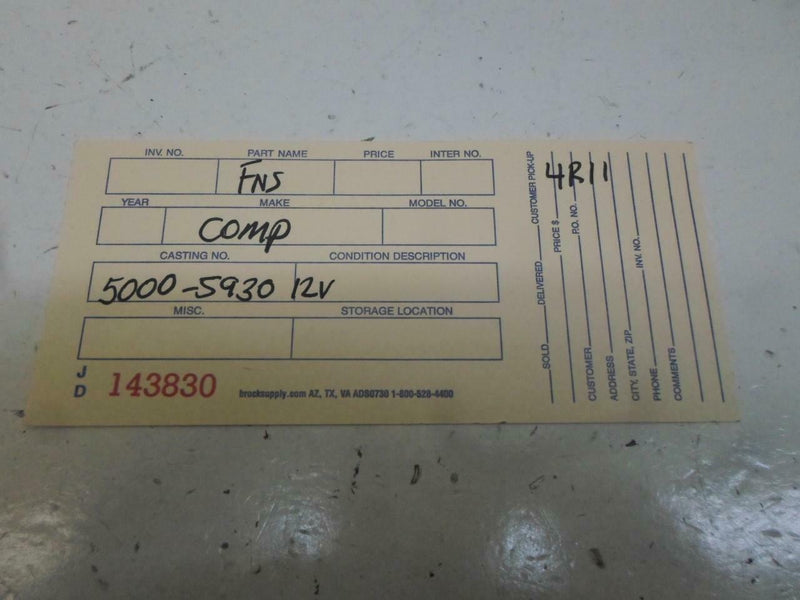 INV. NO. PART NAME PRICE INTER NO.
FNS
YEAR MAKE MODEL NO.
COMP
CASTING NO. CONDITION DESCRIPTION
5000-5930 12V
MISC. STORAGE LOCATION
J
D 143830 brocksupply.com AZ, TX, VA ADS0730 1-800-528-4400
SOLD DELIVERED CUSTOMER PICK-UP
PRICE $
4R11
P.O. NO.
CUSTOMER
ADDRESS
CITY, STATE, ZIP
PHONE INV. NO.
COMMENTS